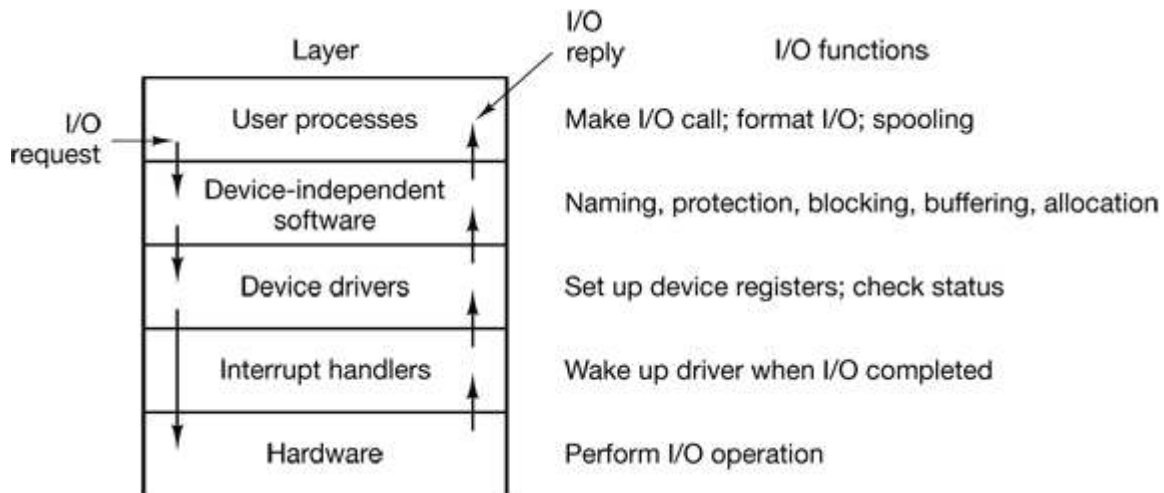 Layer
I/O
reply
I/O functions
I/O
request
User processes
Make I/O call; format I/O; spooling
Device-independent
software
Naming, protection, blocking, buffering, allocation
Device drivers
Set up device registers; check status
Interrupt handlers
Wake up driver when I/O completed
Hardware
Perform I/O operation